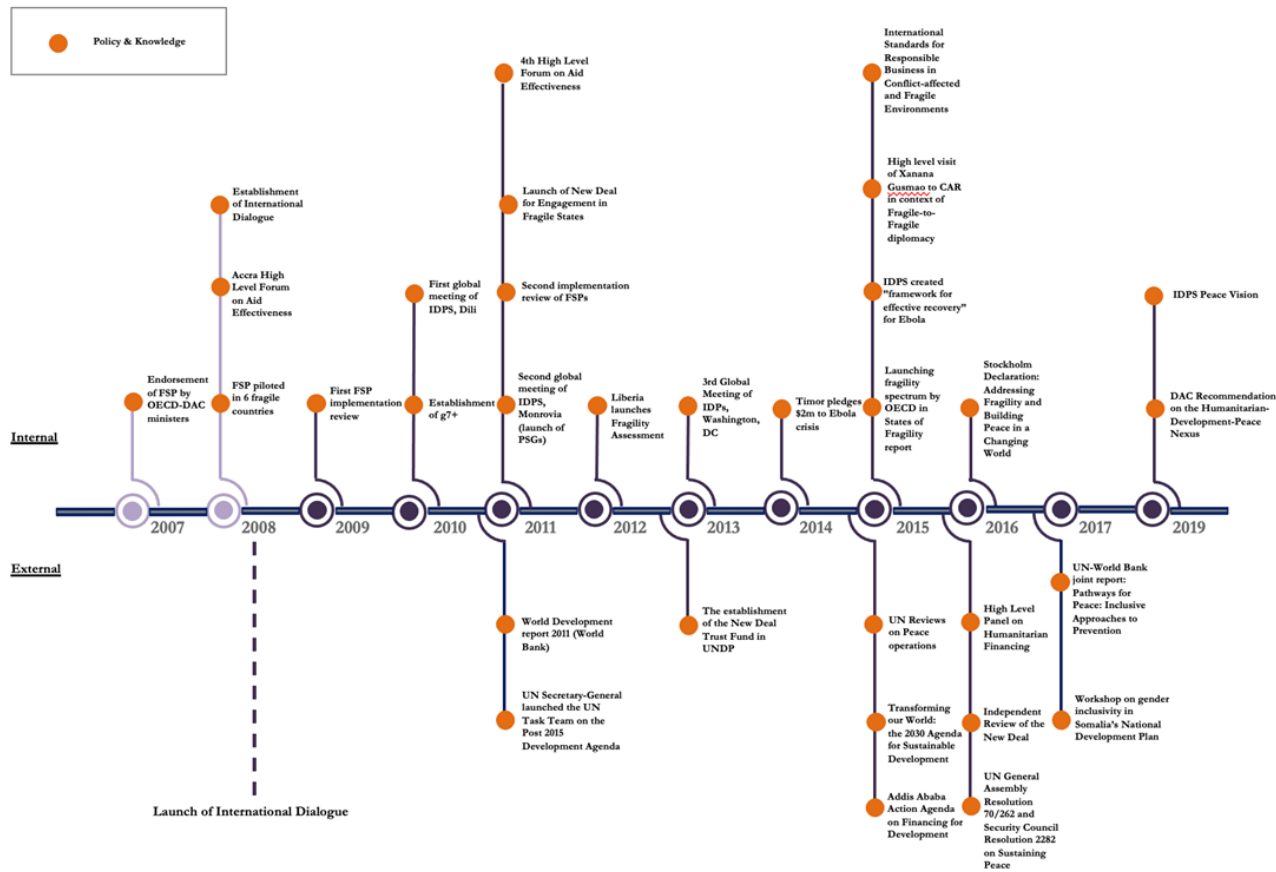 Policy & Knowledge
4th High Level
Forum on Aid
Effectiveness
International
Standards for
Responsible
Business in
Conflict-affected
and Fragile
Environments
Establishment
of International
Dialogue
Launch of New Deal
for Engagement in
Fragile States
High level visit
of Xanana
Gusmao to CAR
in context of
Fragile-to-
Fragile
diplomacy
Accra High
Level Forum
on Aid
Effectiveness
First global
meeting of
IDPS, Dili
Second implementation
review of FSPs
IDPS created
"framework for
effective recovery"
for Ebola
IDPS Peace Vision
Endorsement
of FSP by
OECD-DAC
ministers
FSP piloted
in 6 fragile
countries
First FSP
implementation
review
Establishment
of g7+
Second global
meeting of
IDPS,
Monrovia
(launch of
PSGs)
Liberia
launches
Fragility
Assessment
3rd Global
Meeting of
IDPs,
Washington,
DC
Timor pledges
$2m to Ebola
crisis
Launching
fragility
spectrum by
OECD in
States of
Fragility
report
Stockholm
Declaration:
Addressing
Fragility and
Building
Peace in a
Changing
World
DAC Recommendation
on the Humanitarian-
Development-Peace
Nexus
Internal
2007
2008
2009
2010
2011
2012
2013
2014
2015
2016
2017
2019
External
World Development
report 2011 (World
Bank)
The establishment
of the New Deal
Trust Fund in
UNDP
UN Reviews
on Peace
operations
High Level
Panel on
Humanitarian
Financing
UN-World Bank
joint report:
Pathways for
Peace: Inclusive
Approaches to
Prevention
UN Secretary-General
launched the UN
Task Team on the
Post 2015
Development Agenda
Transforming
our World:
the 2030 Agenda
for Sustainable
Development
Independent
Review of the
New Deal
Workshop on gender
inclusivity in
Somalia's National
Development Plan
Launch of International Dialogue
Addis Ababa
Action Agenda
on Financing for
Development
UN General
Assembly
Resolution
70/262 and
Security Council
Resolution 2282
on Sustaining
Peace